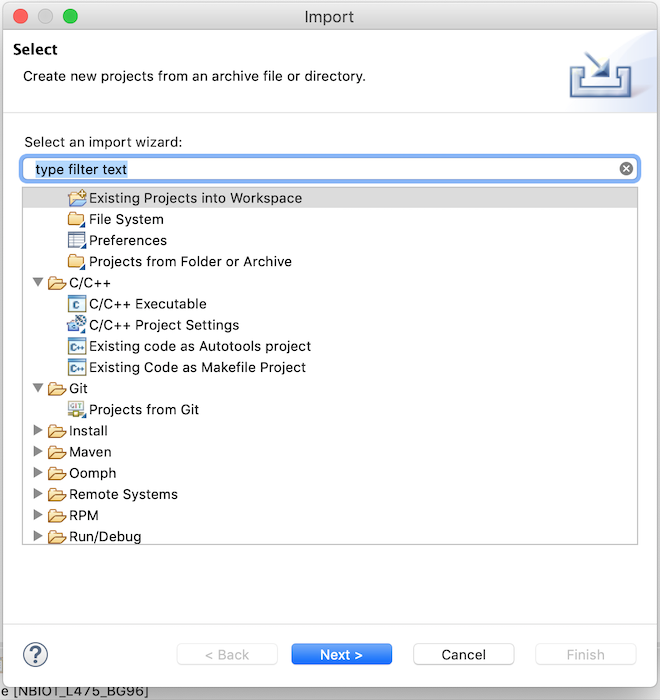 Import
Select
Create new projects from an archive file or directory.
Select an import wizard:
type filter text
Existing Projects into Workspace
File System
Preferences
Projects from Folder or Archive
C/C++
C/C++ Executable
C/C++ Project Settings
Existing code as Autotools project
Existing Code as Makefile Project
Git
Projects from Git
Install
Maven
Oomph
Remote Systems
RPM
Run/Debug
? < Back Next > Cancel Finish
e [NBIOT_L475_BG96]